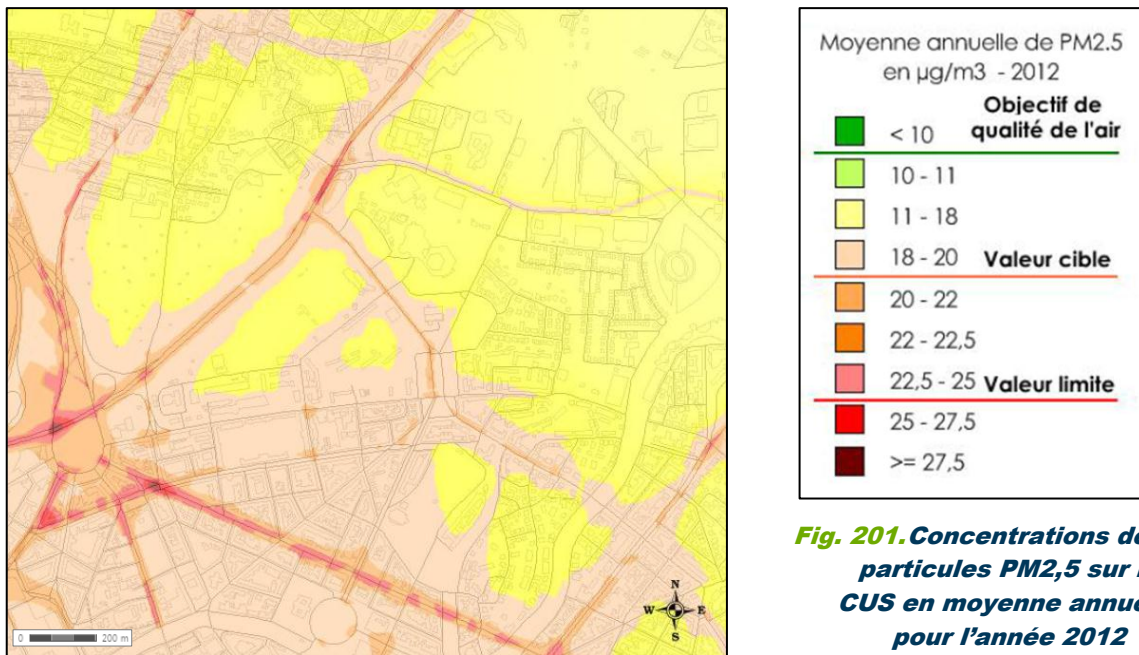 Moyenne annuelle de PM2.5
en µg/m3 - 2012
Objectif de
qualité de l'air
< 10
10 - 11
11 - 18
18 - 20 Valeur cible
20 - 22
22 - 22,5
22,5 - 25 Valeur limite
25 - 27,5
>= 27,5
N
W E
S
0 200 m
Fig. 201. Concentrations de
particules PM2,5 sur
CUS en moyenne
pour l'année 2012